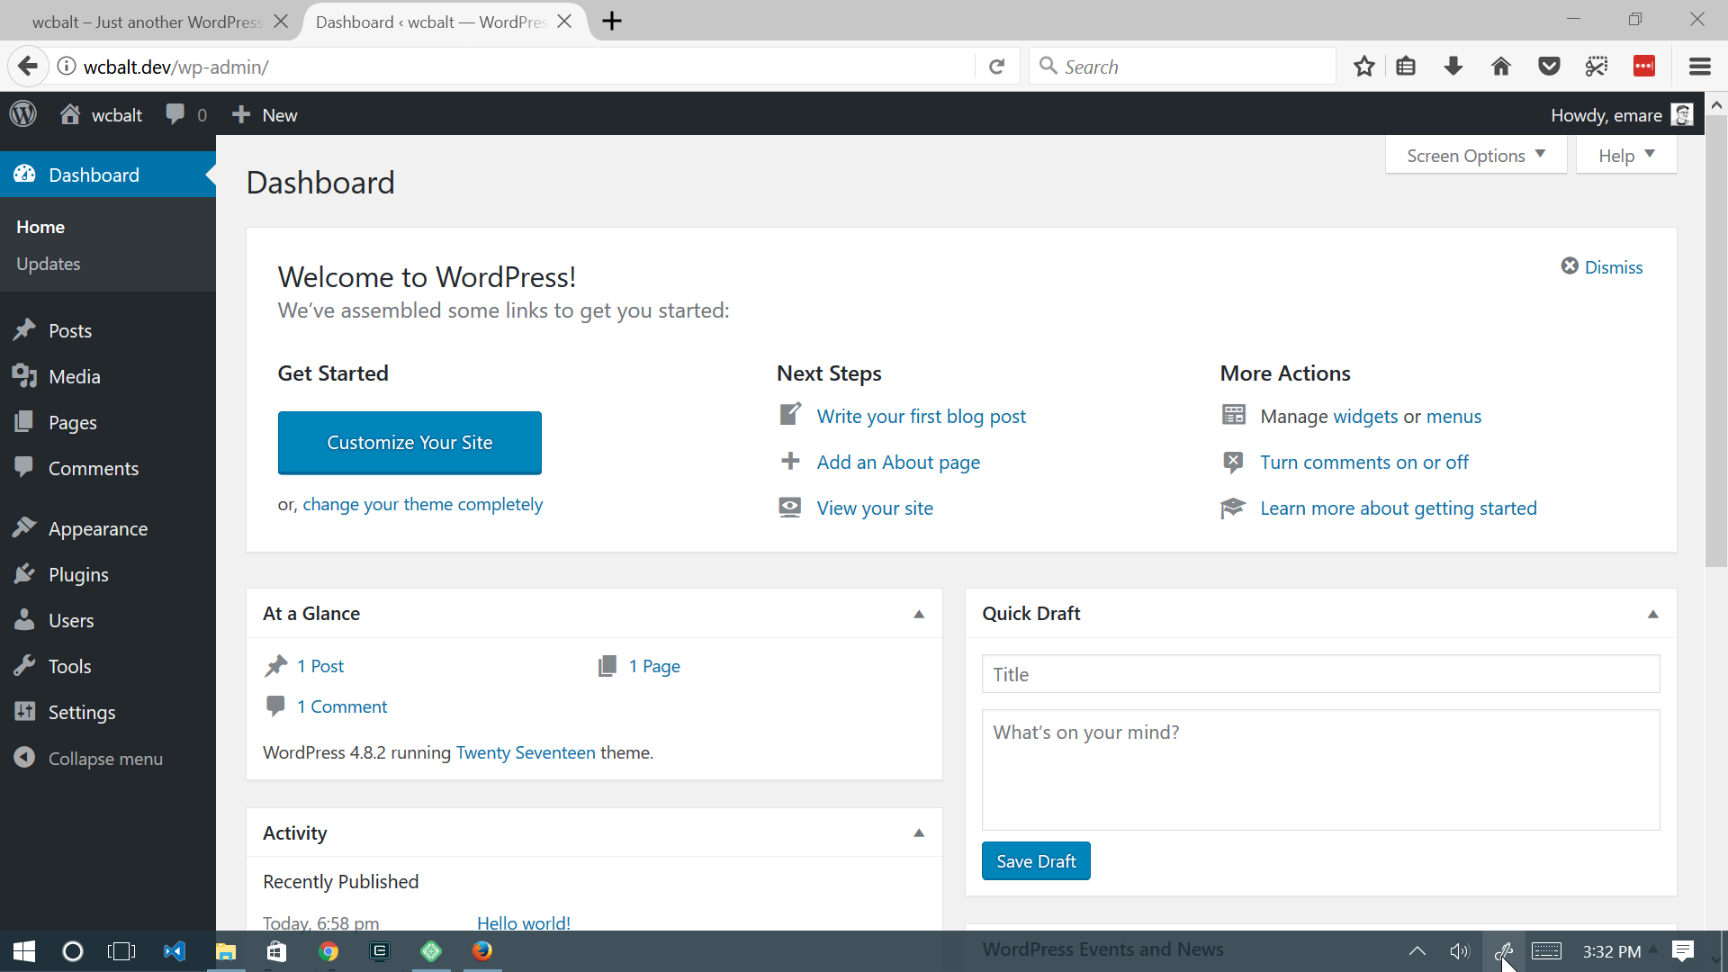 wcbalt – Just another WordPress
Dashboard ‹ wcbalt — WordPres
wcbalt.dev/wp-admin/
Search
wcbalt
0
New
Howdy, emare
Dashboard
Home
Updates
Posts
Media
Pages
Comments
Appearance
Plugins
Users
Tools
Settings
Collapse menu
Screen Options
Help
Dashboard
Welcome to WordPress!
Dismiss
We've assembled some links to get you started:
Get Started
Customize Your Site
or, change your theme completely
Next Steps
Write your first blog post
Add an About page
View your site
More Actions
Manage widgets or menus
Turn comments on or off
Learn more about getting started
At a Glance
1 Post
1 Page
1 Comment
WordPress 4.8.2 running Twenty Seventeen theme.
Activity
Recently Published
Today, 6:58 pm
Hello world!
Quick Draft
Title
What's on your mind?
Save Draft
WordPress Events and News
3:32 PM